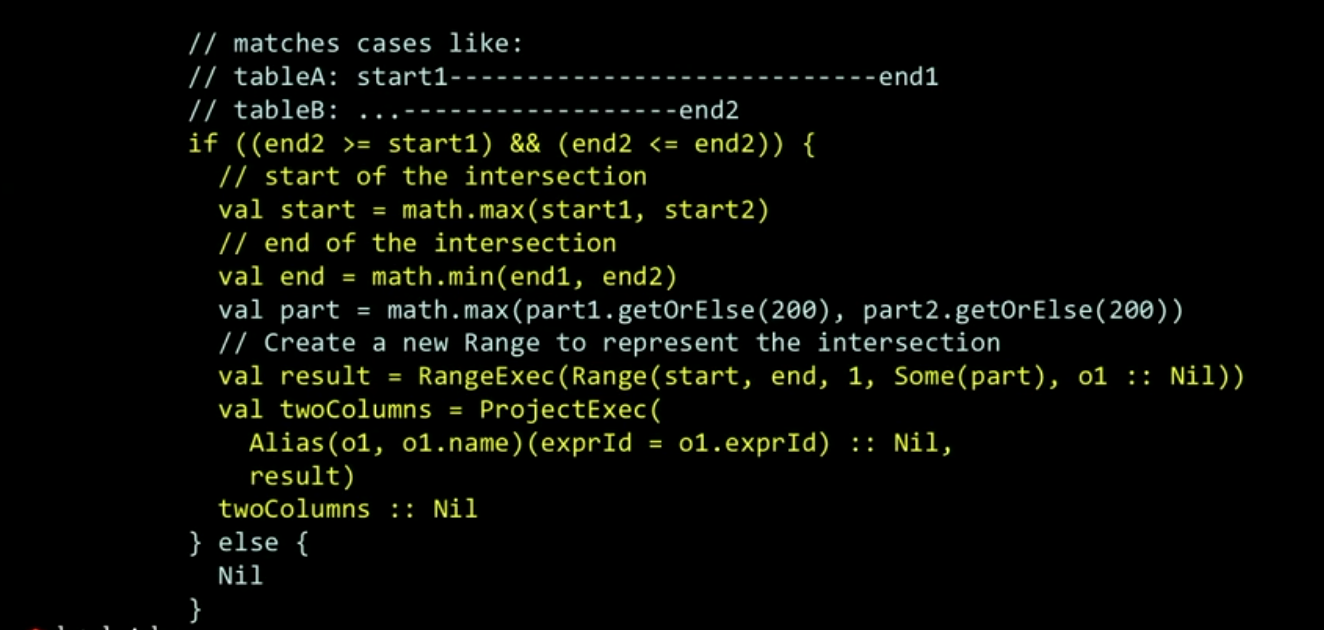 // matches cases like:
// tableA: start1----------------------------end1
// tableB: ...------------------end2
if ((end2 >= start1) && (end2 <= end2)) {
// start of the intersection
val start = math.max(start1, start2)
// end of the intersection
val end = math.min(end1, end2)
val part = math.max(part1.getOrElse(200), part2.getOrElse(200))
// Create a new Range to represent the intersection
val result = RangeExec(Range(start, end, 1, Some(part), o1 :: Nil))
val twoColumns = ProjectExec(
Alias(o1, o1.name)(exprId = o1.exprId) :: Nil,
result)
twoColumns :: Nil
} else {
Nil
}